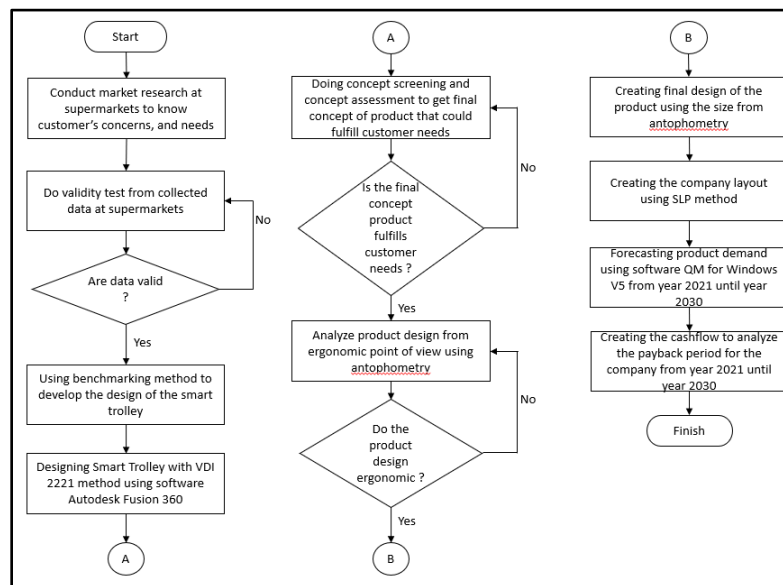 Start
Conduct market research at
supermarkets to know
customer's concerns, and needs
Do validity test from collected
data at supermarkets
No
Are data valid
?
Yes
Using benchmarking method to
develop the design of the smart
trolley
Designing Smart Trolley with VDI
2221 method using software
Autodesk Fusion 360
A
A
Doing concept screening and
concept assessment to get final
concept of product that could
fulfill customer needs
No
Is the final
concept
product
fulfills
customer
needs ?
Yes
Analyze product design from
ergonomic point of view using
antophometry
No
Do the
product
design
ergonomic ?
Yes
B
B
Creating final design of the
product using the size from
antophometry
Creating the company layout
using SLP method
Forecasting product demand
using software QM for Windows
V5 from year 2021 until year
2030
Creating the cashflow to analyze
the payback period for the
company from year 2021 until
year 2030
Finish